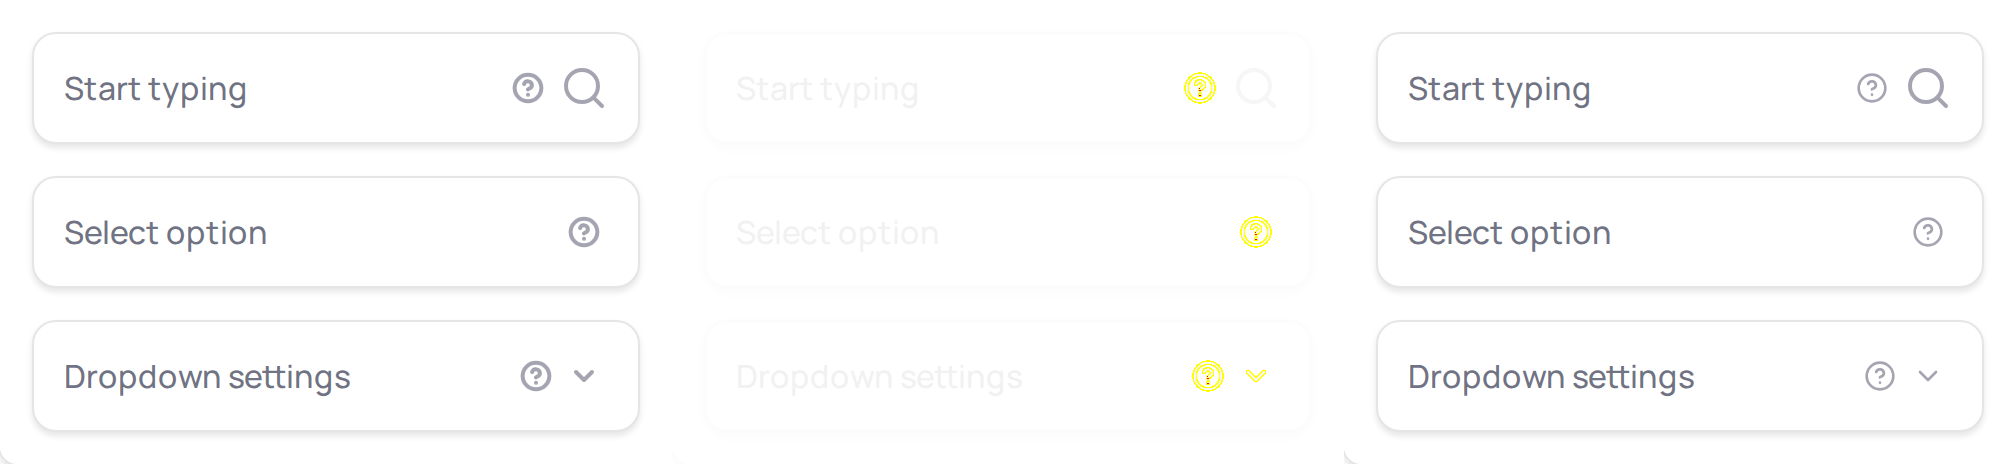 Start typing Start typing Start typing
Select option Select option Select option
Dropdown settings Dropdown settings Dropdown settings